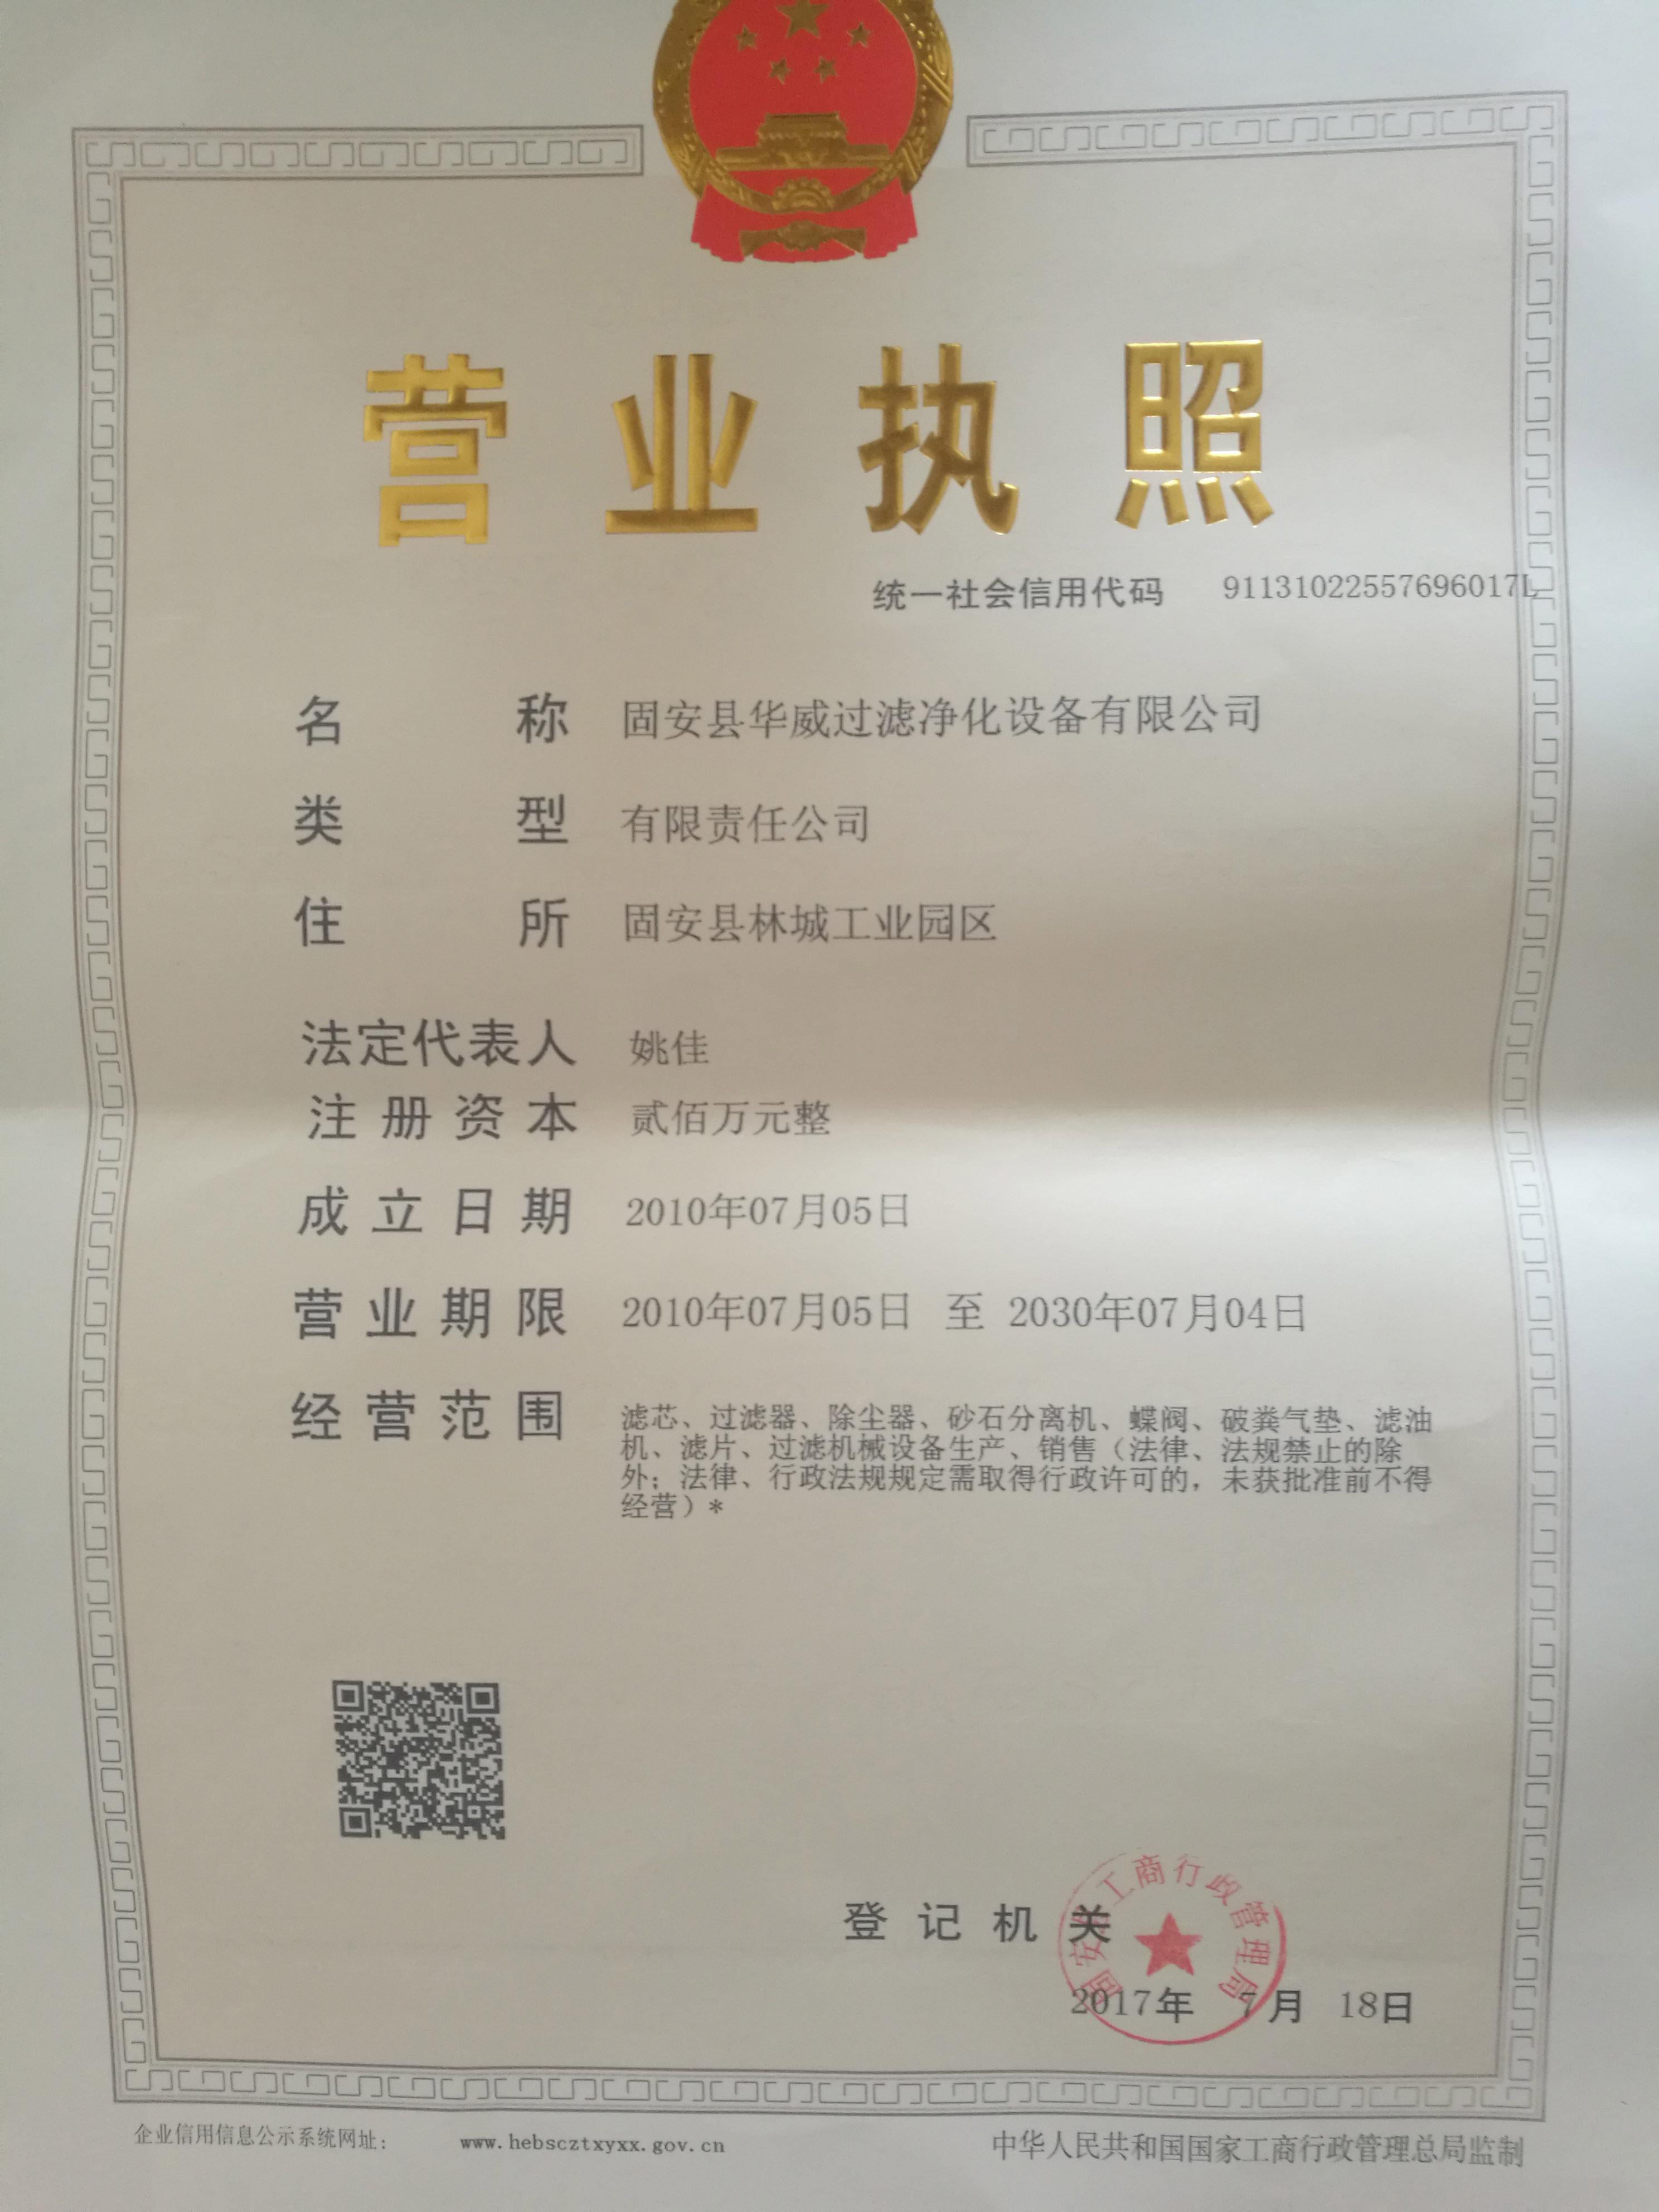 营业执照
统一社会信用代码 91131022557696017L
名称 固安县华威过滤净化设备有限公司
类型 有限责任公司
住所 固安县林城工业园区
法定代表人 姚佳
注册资本 贰佰万元整
成立日期 2010年07月05日
营业期限 2010年07月05日 至 2030年07月04日
经营范围 滤芯、过滤器、除尘器、砂石分离机、蝶阀、破粪气垫、滤油
机、滤片、过滤机械设备生产、销售（法律、法规禁止的除
外；法律、行政法规规定需取得行政许可的，未获批准前不得
经营）*
登记机关
固安县工商行政管理局
2017年 7月 18日
企业信用信息公示系统网址： www.hebscztxyxx.gov.cn
中华人民共和国国家工商行政管理总局监制